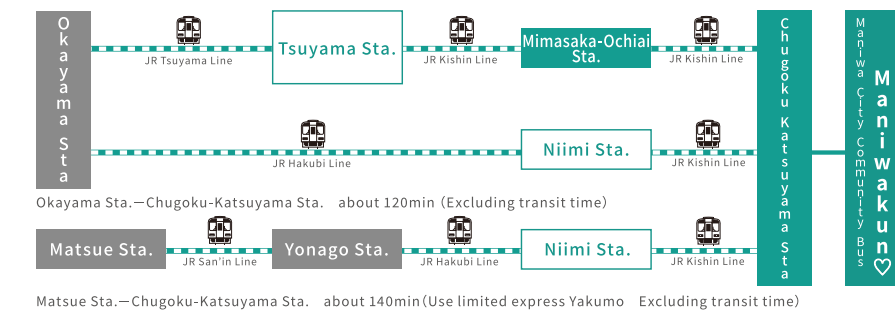 Okayama Sta
JR Tsuyama Line
Tsuyama Sta.
JR Kishin Line
Mimasaka-Ochiai
Sta.
JR Kishin Line
JR Hakubi Line
Niimi Sta.
JR Kishin Line
Okayama Sta.—Chugoku-Katsuyama Sta. about 120min (Excluding transit time)
Matsue Sta.
JR San'in Line
Yonago Sta.
JR Hakubi Line
Niimi Sta.
JR Kishin Line
Matsue Sta.—Chugoku-Katsuyama Sta. about 140min(Use limited express Yakumo Excluding transit time)
Chugoku Katsuyama Sta
Maniwa City Community Bus
Maniwakun♡